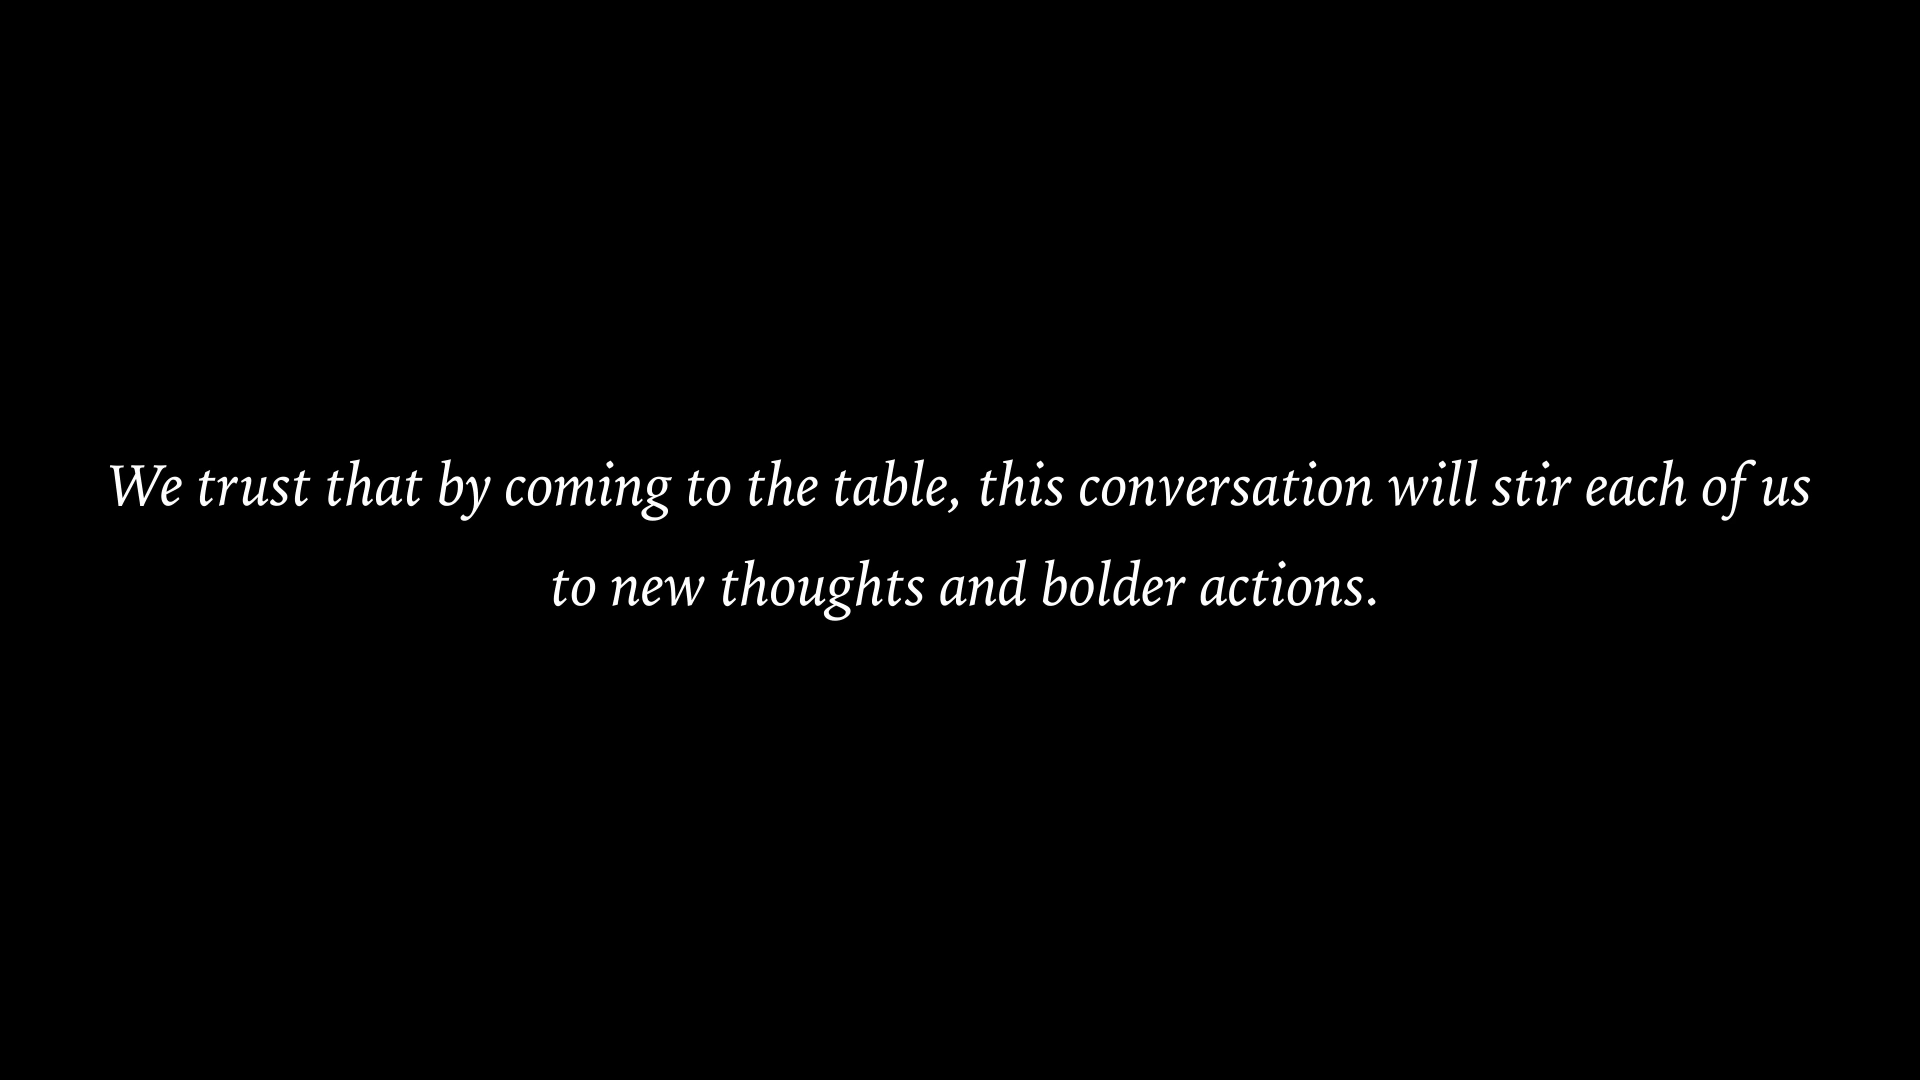 We trust that by coming to the table, this conversation will stir each of us
to new thoughts and bolder actions.